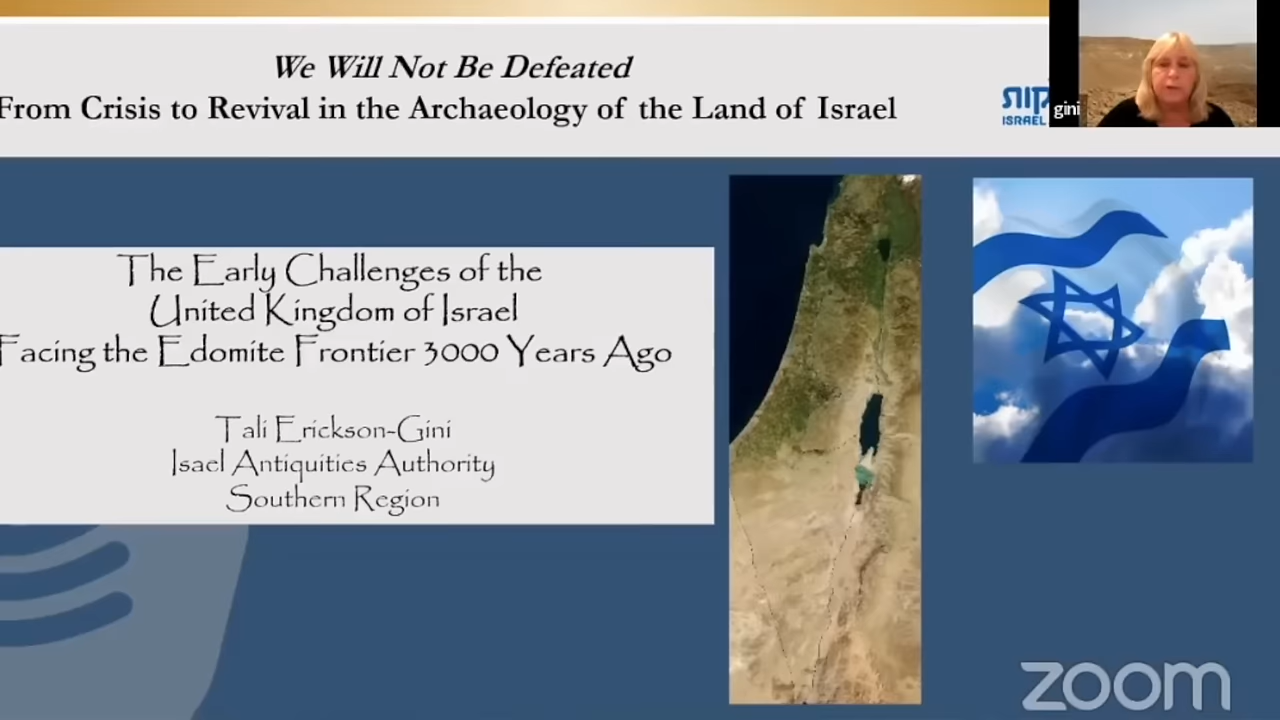 We Will Not Be Defeated
From Crisis to Revival in the Archaeology of the Land of Israel
ISRAEL
gini
The Early Challenges of the
United Kingdom of Israel
Facing the Edomite Frontier 3000 Years Ago
Tali Erickson-Gini
Isael Antiquities Authority
Southern Region
zoom